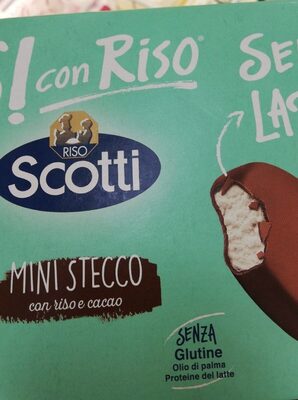 S! con RISO®
SE
LA
RISO
Scotti
MINI STECCO
con riso e cacao
SENZA
Glutine
Olio di palma
Proteine del latte